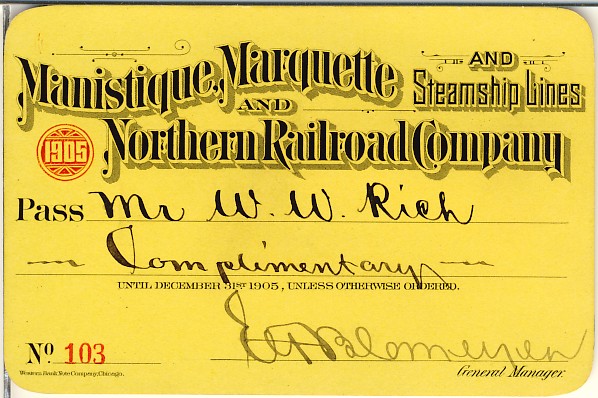 Manistique, Marquette
AND
Northern Railroad Company
AND
Steamship Lines
1905
Pass Mr W. W. Rich
Complimentary
UNTIL DECEMBER 31ST 1905, UNLESS OTHERWISE ORDERED.
No 103
Western Bank Note Company, Chicago.
General Manager.